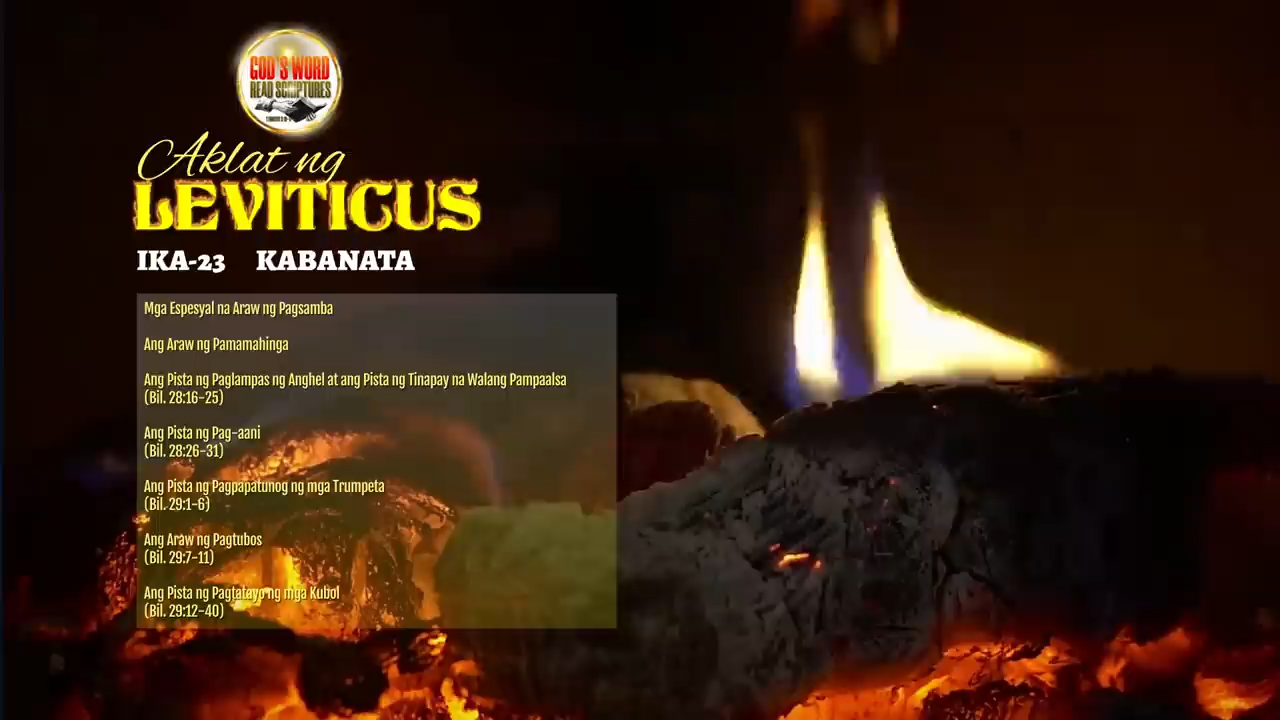 GOD'S WORD
READ SCRIPTURES
Aklat ng
LEVITICUS
IKA-23 KABANATA
Mga Espesyal na Araw ng Pagsamba
Ang Araw ng Pamamahinga
Ang Pista ng Paglampas ng Anghel at ang Pista ng Tinapay na Walang Pampaalsa
(Bil. 28:16-25)
Ang Pista ng Pag-aani
(Bil. 28:26-31)
Ang Pista ng Pagpapatunog ng mga Trumpeta
(Bil. 29:1-6)
Ang Araw ng Pagtubos
(Bil. 29:7-11)
Ang Pista ng Pagtatayo ng mga Kubol
(Bil. 29:12-40)